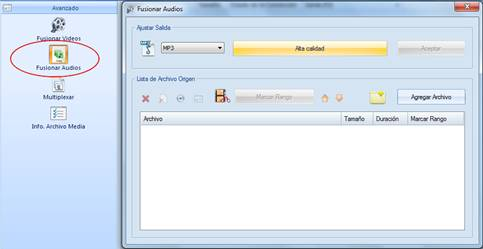 Avanzado
Fusionar Videos
Fusionar Audios
Multiplexar
Info. Archivo Media
Fusionar Audios
Ajustar Salida
MP3
Alta calidad
Aceptar
Lista de Archivo Origen
Marcar Rango
Agregar Archivo
Archivo Tamaño Duración Marcar Rango